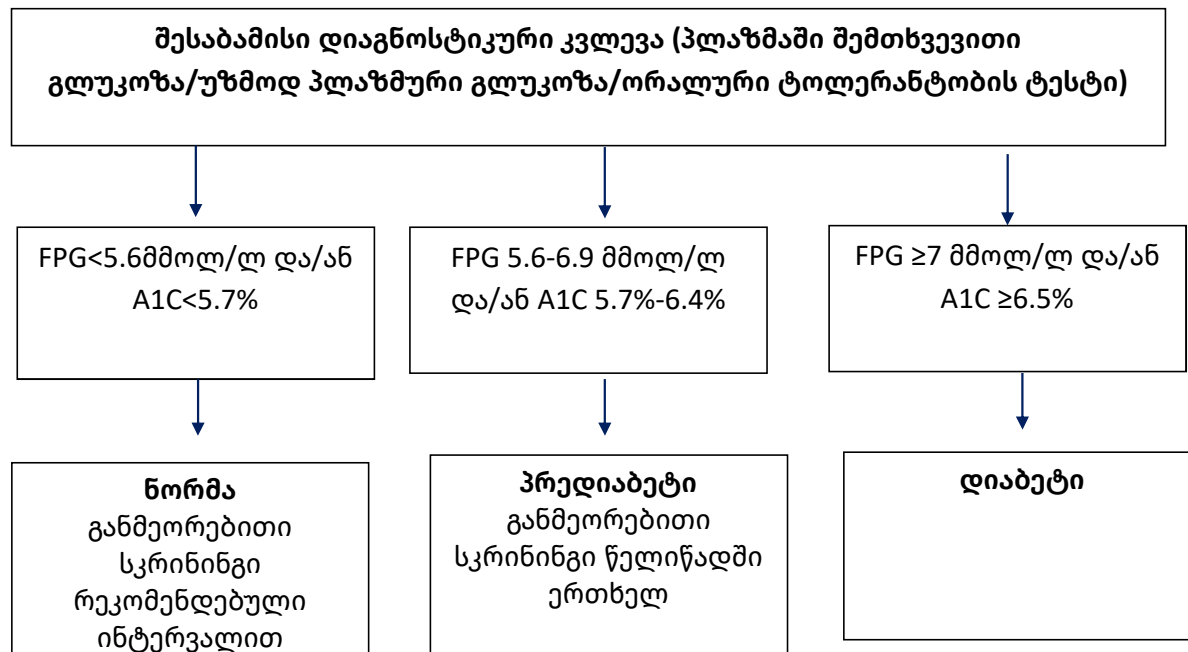 შესაბამისი დიაგნოსტიკური კვლევა (პლაზმაში შემთხვევითი
გლუკოზა/უზმოდ პლაზმური გლუკოზა/ორალური ტოლერანტობის ტესტი)
FPG<5.6მმოლ/ლ და/ან
A1C<5.7%
FPG 5.6-6.9 მმოლ/ლ
და/ან A1C 5.7%-6.4%
FPG ≥7 მმოლ/ლ და/ან
A1C ≥6.5%
ნორმა
განმეორებითი
სკრინინგი
რეკომენდებული
ინტერვალით
პრედიაბეტი
განმეორებითი
სკრინინგი წელიწადში
ერთხელ
დიაბეტი